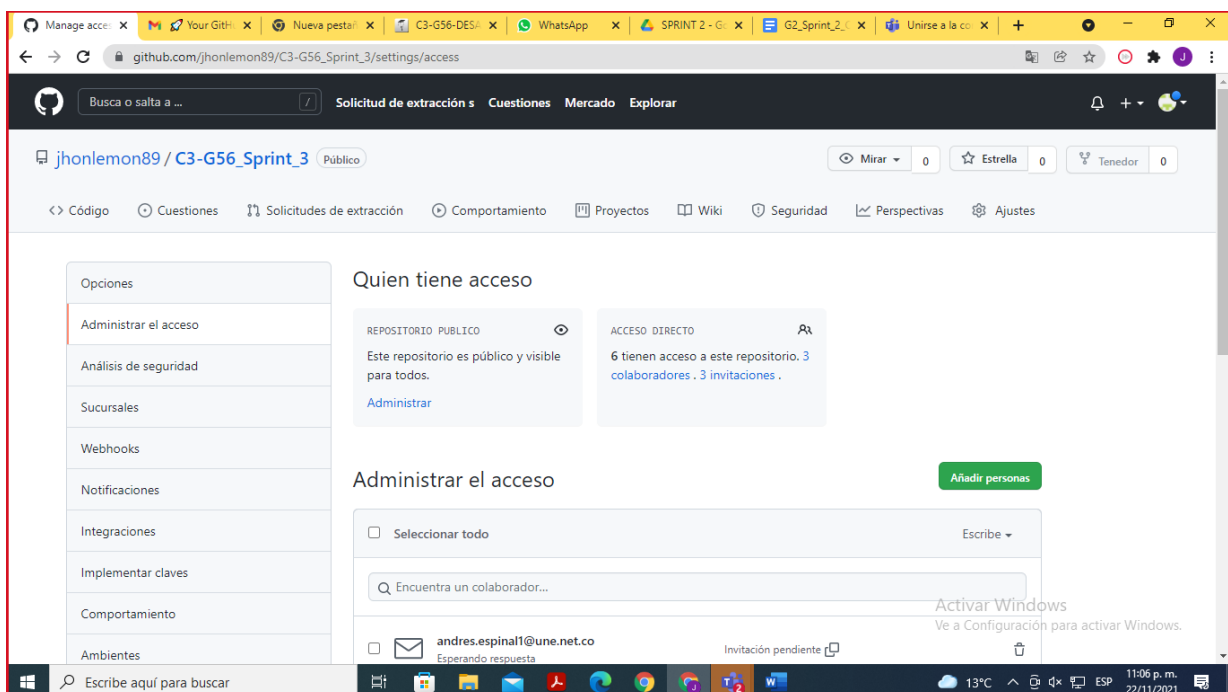 Manage acces
Your GitHu
Nueva pestañ
C3-G56-DESA
WhatsApp
SPRINT 2 - Go
G2_Sprint_2_
Unirse a la co
github.com/jhonlemon89/C3-G56_Sprint_3/settings/access
J
Busca o salta a ...
/
Solicitud de extracción s Cuestiones Mercado Explorar
jhonlemon89 / C3-G56_Sprint_3 Público
Mirar 0 Estrella 0 Tenedor 0
<> Código Cuestiones Solicitudes de extracción Comportamiento Proyectos Wiki Seguridad Perspectivas Ajustes
Opciones
Administrar el acceso
Análisis de seguridad
Sucursales
Webhooks
Notificaciones
Integraciones
Implementar claves
Comportamiento
Ambientes
Quien tiene acceso
REPOSITORIO PUBLICO
Este repositorio es público y visible
para todos.
Administrar
ACCESO DIRECTO
6 tienen acceso a este repositorio. 3
colaboradores . 3 invitaciones .
Administrar el acceso
Añadir personas
Seleccionar todo
Escribe
Encuentra un colaborador...
andres.espinal1@une.net.co
Esperando respuesta
Invitación pendiente
Activar Windows
Ve a Configuración para activar Windows.
Escribe aquí para buscar
2
13°C
ESP
11:06 p. m.
22/11/2021